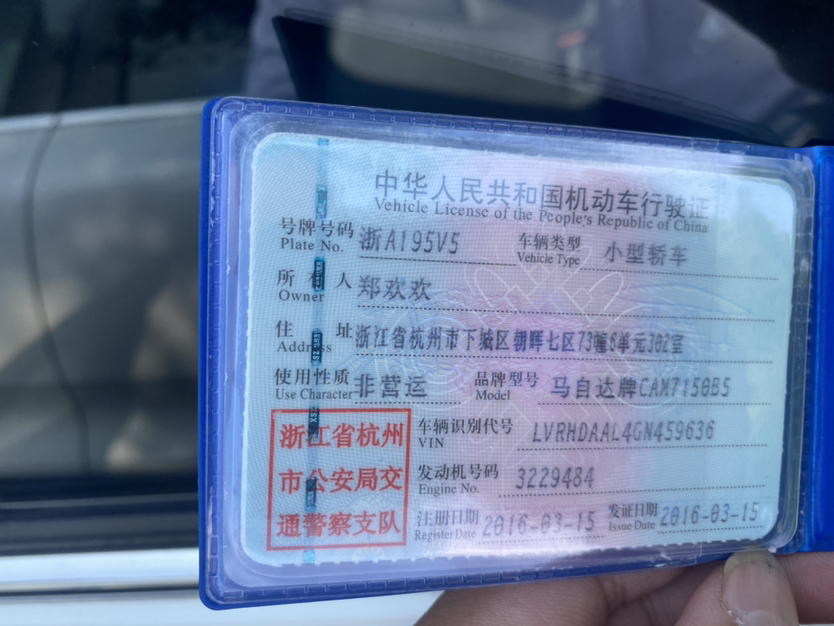 中华人民共和国机动车行驶证
Vehicle License of the People's Republic of China
号牌号码 浙A195V5 车辆类型 小型轿车
Plate No. Vehicle Type
所有人 郑欢欢
Owner
住址 浙江省杭州市下城区朝晖七区73幢6单元302室
Address
使用性质 非营运 品牌型号 马自达牌CAM7150B5
Use Character Model
浙江省杭州
市公安局交
通警察支队
车辆识别代号 LVRHDAAL4GN459636
VIN
发动机号码 3229484
Engine No.
注册日期 2016-03-15 发证日期 2016-03-15
Register Date Issue Date